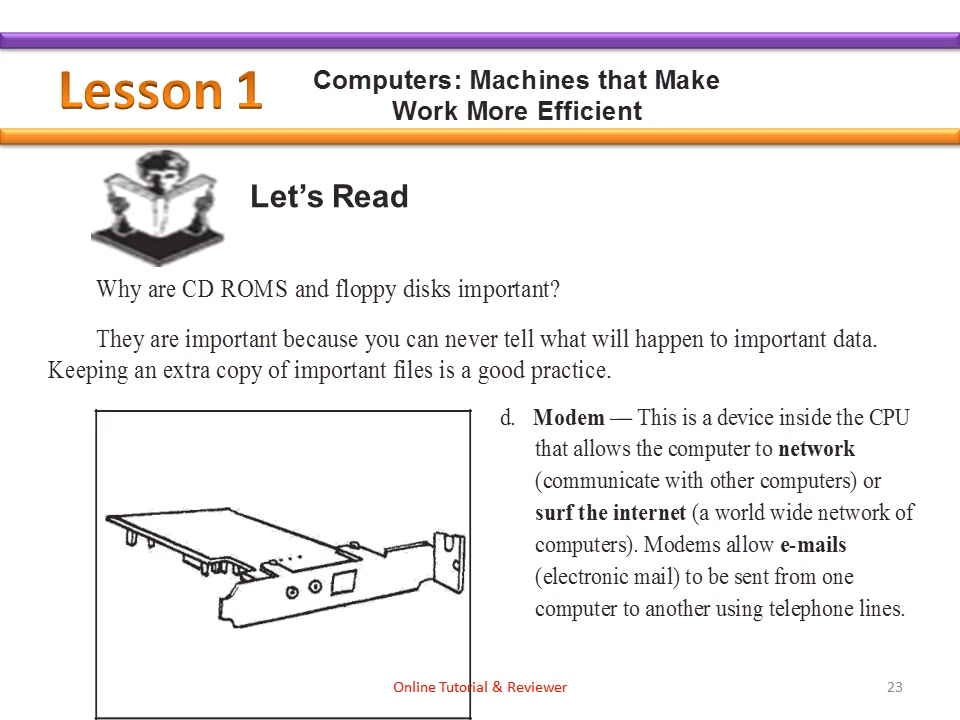 Lesson 1
Computers: Machines that Make
Work More Efficient
Let’s Read
Why are CD ROMS and floppy disks important?
They are important because you can never tell what will happen to important data.
Keeping an extra copy of important files is a good practice.
d. Modem — This is a device inside the CPU
that allows the computer to network
(communicate with other computers) or
surf the internet (a world wide network of
computers). Modems allow e-mails
(electronic mail) to be sent from one
computer to another using telephone lines.
Online Tutorial & Reviewer
23